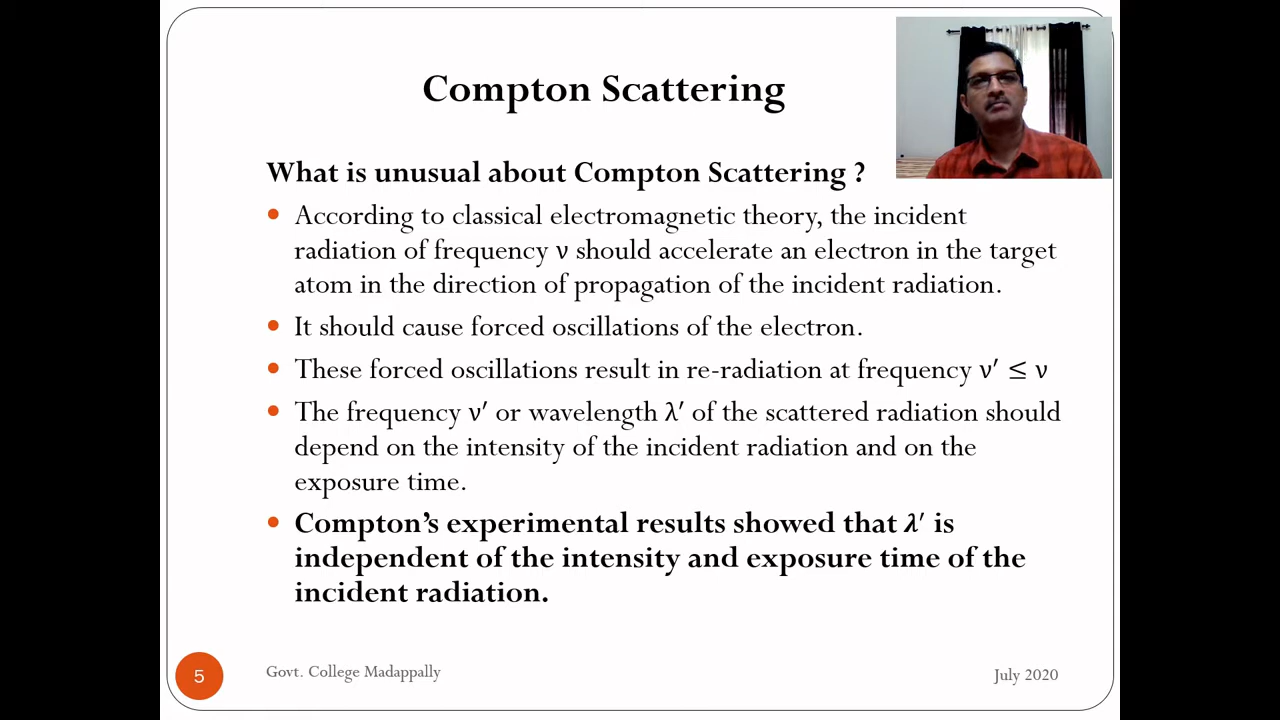 Compton Scattering
What is unusual about Compton Scattering ?
• According to classical electromagnetic theory, the incident
radiation of frequency ν should accelerate an electron in the target
atom in the direction of propagation of the incident radiation.
• It should cause forced oscillations of the electron.
• These forced oscillations result in re-radiation at frequency ν′ ≤ ν
• The frequency ν′ or wavelength λ′ of the scattered radiation should
depend on the intensity of the incident radiation and on the
exposure time.
• Compton’s experimental results showed that λ′ is
independent of the intensity and exposure time of the
incident radiation.
5
Govt. College Madappally
July 2020